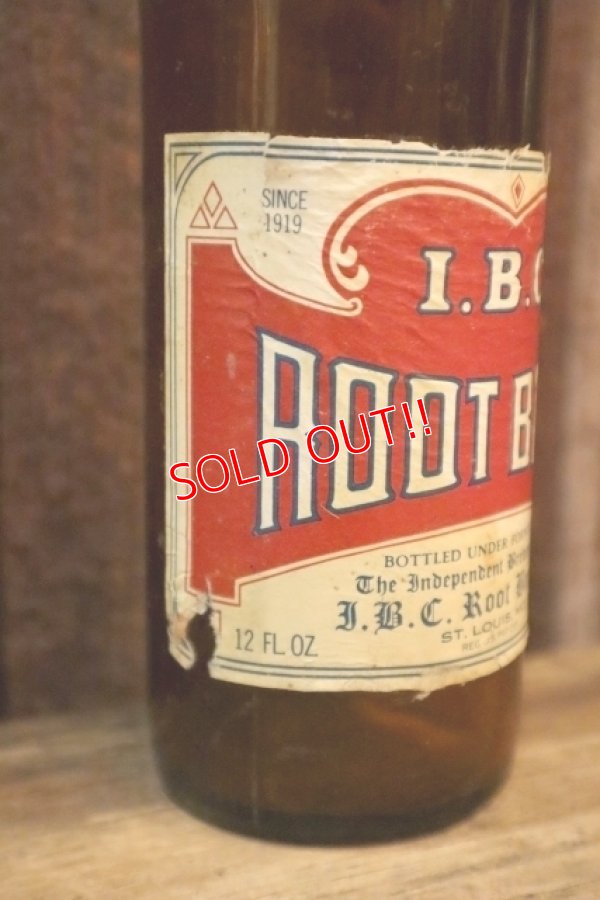 SINCE
1919
I.B.
ROOT
SOLD OUT!!
BOTTLED UNDER
The Independent
I.B.C. Root
12 FL. OZ
ST. LOUIS,